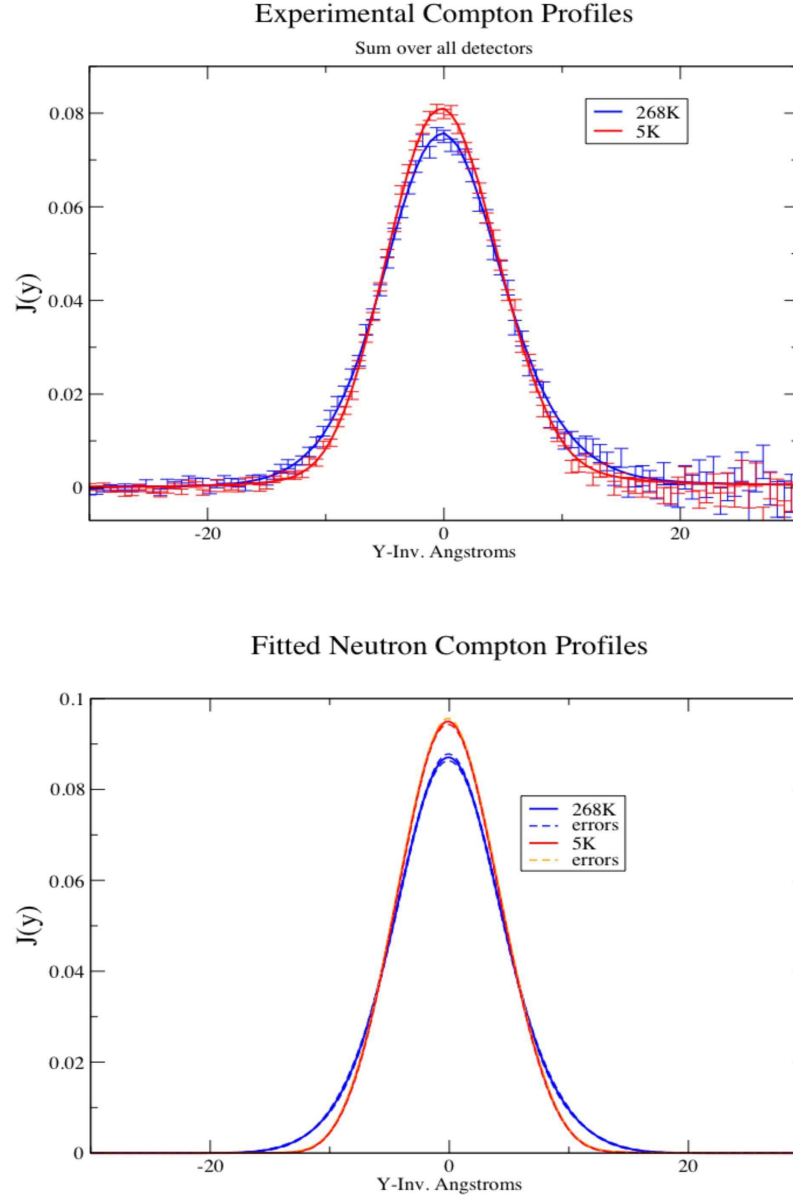 Experimental Compton Profiles
Sum over all detectors
0.08
0.06
0.04
0.02
0
J(y)
268K
5K
-20
0
20
Y-Inv. Angstroms
Fitted Neutron Compton Profiles
0.1
0.08
0.06
0.04
0.02
0
J(y)
268K
errors
5K
errors
-20
0
20
Y-Inv. Angstroms